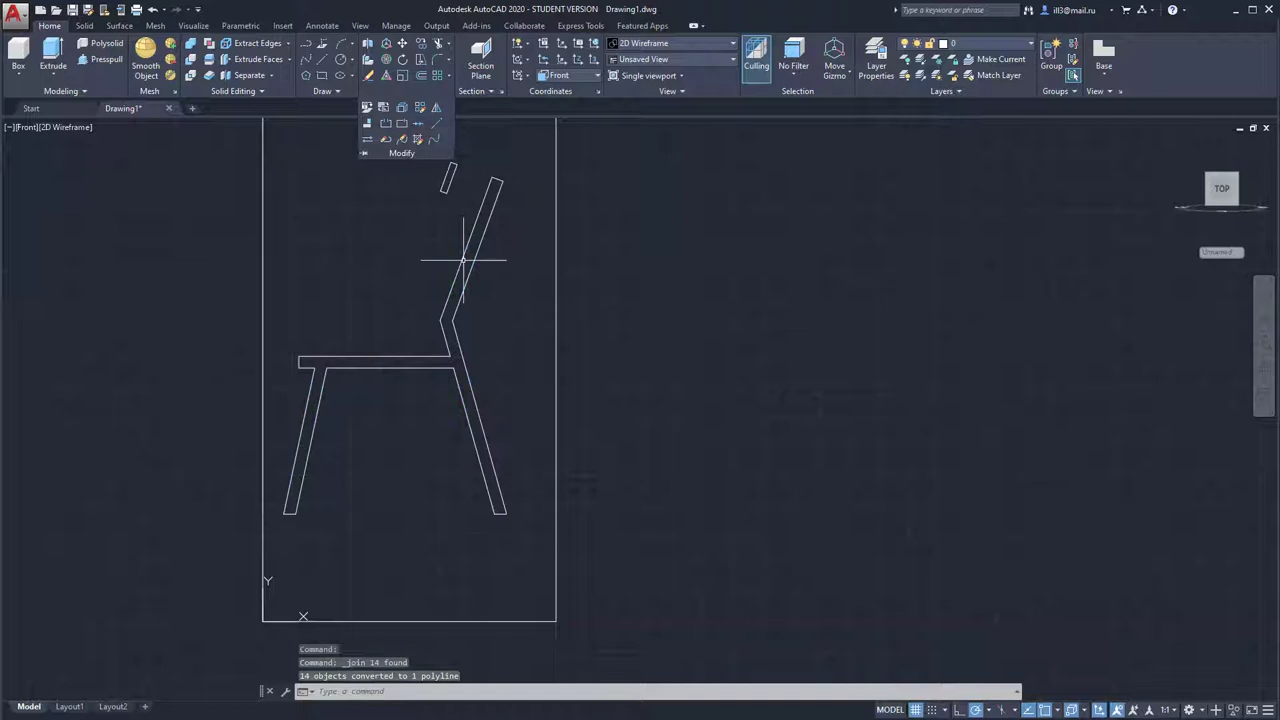 Autodesk AutoCAD 2020 - STUDENT VERSION Drawing1.dwg
Type a keyword or phrase
ill3@mail.ru
Home Solid Surface Mesh Visualize Parametric Insert Annotate View Manage Output Add-ins Collaborate Express Tools Featured Apps
Box
Extrude
Polysolid
Presspull
Modeling
Smooth Object
Mesh
Extract Edges
Extrude Faces
Separate
Solid Editing
Draw
Modify
Section Plane
Section
Front
Coordinates
2D Wireframe
Unsaved View
Single viewport
View
Culling
No Filter
Move Gizmo
Selection
Layer Properties
0
Make Current
Match Layer
Layers
Group
Groups
Base
View
Start
Drawing1*
[−][Front][2D Wireframe]
TOP
Unnamed
Y
X
Command:
Command: _join 14 found
14 objects converted to 1 polyline
Type a command
Model Layout1 Layout2
MODEL
1:1